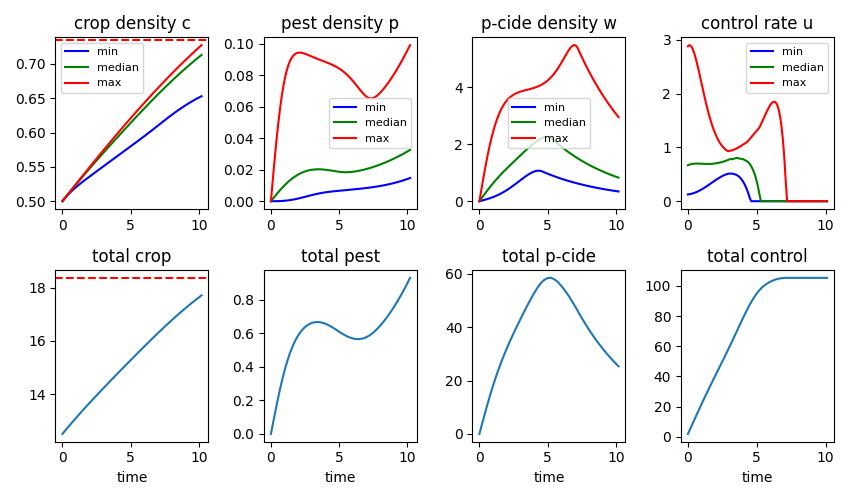 crop density c
pest density p
p-cide density w
control rate u
0.50
0.55
0.60
0.65
0.70
min
median
max
0 5 10
0.00
0.02
0.04
0.06
0.08
0.10
min
median
max
0 5 10
0
2
4
min
median
max
0 5 10
0
1
2
3
min
median
max
0 5 10
total crop
total pest
total p-cide
total control
14
16
18
0 5 10
time
0.0
0.2
0.4
0.6
0.8
0 5 10
time
0
20
40
60
0 5 10
time
0
20
40
60
80
100
0 5 10
time